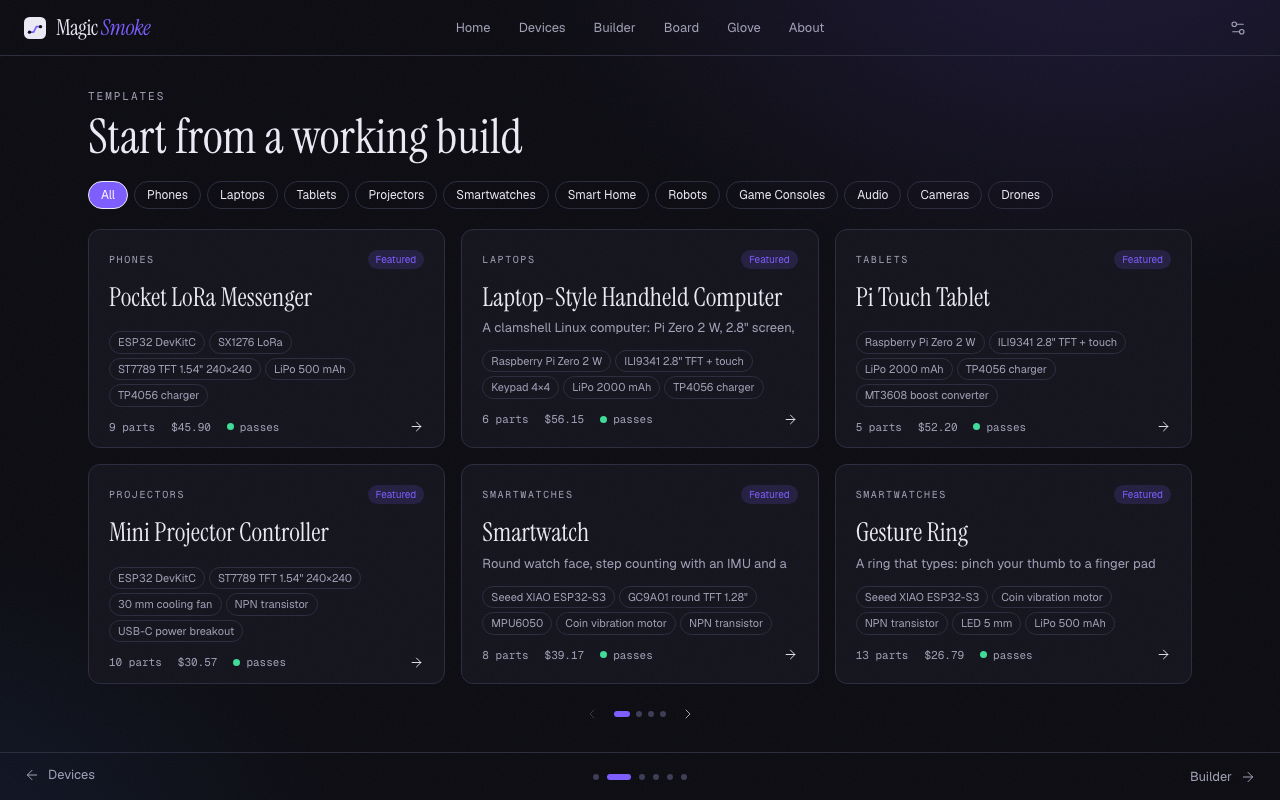 Magic Smoke
Home Devices Builder Board Glove About
TEMPLATES
Start from a working build
All Phones Laptops Tablets Projectors Smartwatches Smart Home Robots Game Consoles Audio Cameras Drones
PHONES Featured
Pocket LoRa Messenger
ESP32 DevKitC SX1276 LoRa
ST7789 TFT 1.54" 240×240 LiPo 500 mAh
TP4056 charger
9 parts $45.90 passes
LAPTOPS Featured
Laptop-Style Handheld Computer
A clamshell Linux computer: Pi Zero 2 W, 2.8" screen,
Raspberry Pi Zero 2 W ILI9341 2.8" TFT + touch
Keypad 4×4 LiPo 2000 mAh TP4056 charger
6 parts $56.15 passes
TABLETS Featured
Pi Touch Tablet
Raspberry Pi Zero 2 W ILI9341 2.8" TFT + touch
LiPo 2000 mAh TP4056 charger
MT3608 boost converter
5 parts $52.20 passes
PROJECTORS Featured
Mini Projector Controller
ESP32 DevKitC ST7789 TFT 1.54" 240×240
30 mm cooling fan NPN transistor
USB-C power breakout
10 parts $30.57 passes
SMARTWATCHES Featured
Smartwatch
Round watch face, step counting with an IMU and a
Seeed XIAO ESP32-S3 GC9A01 round TFT 1.28"
MPU6050 Coin vibration motor NPN transistor
8 parts $39.17 passes
SMARTWATCHES Featured
Gesture Ring
A ring that types: pinch your thumb to a finger pad
Seeed XIAO ESP32-S3 Coin vibration motor
NPN transistor LED 5 mm LiPo 500 mAh
13 parts $26.79 passes
Devices Builder